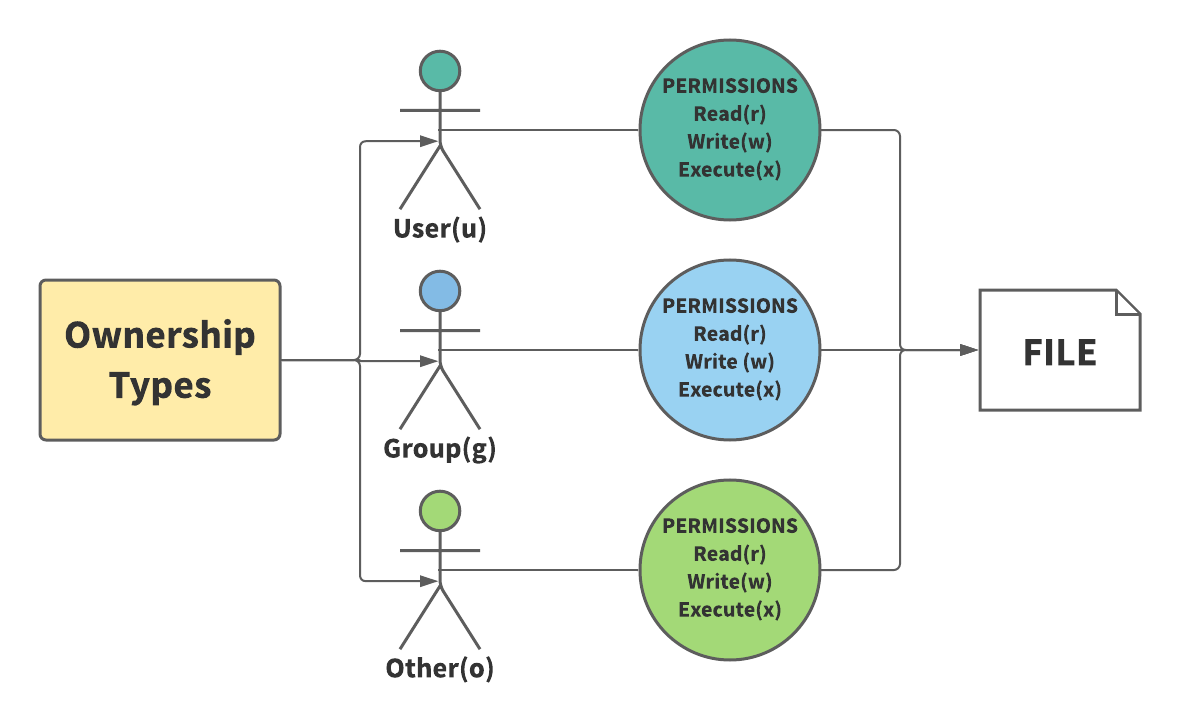 Ownership
Types
User(u)
PERMISSIONS
Read(r)
Write(w)
Execute(x)
Group(g)
PERMISSIONS
Read(r)
Write (w)
Execute(x)
Other(o)
PERMISSIONS
Read(r)
Write(w)
Execute(x)
FILE